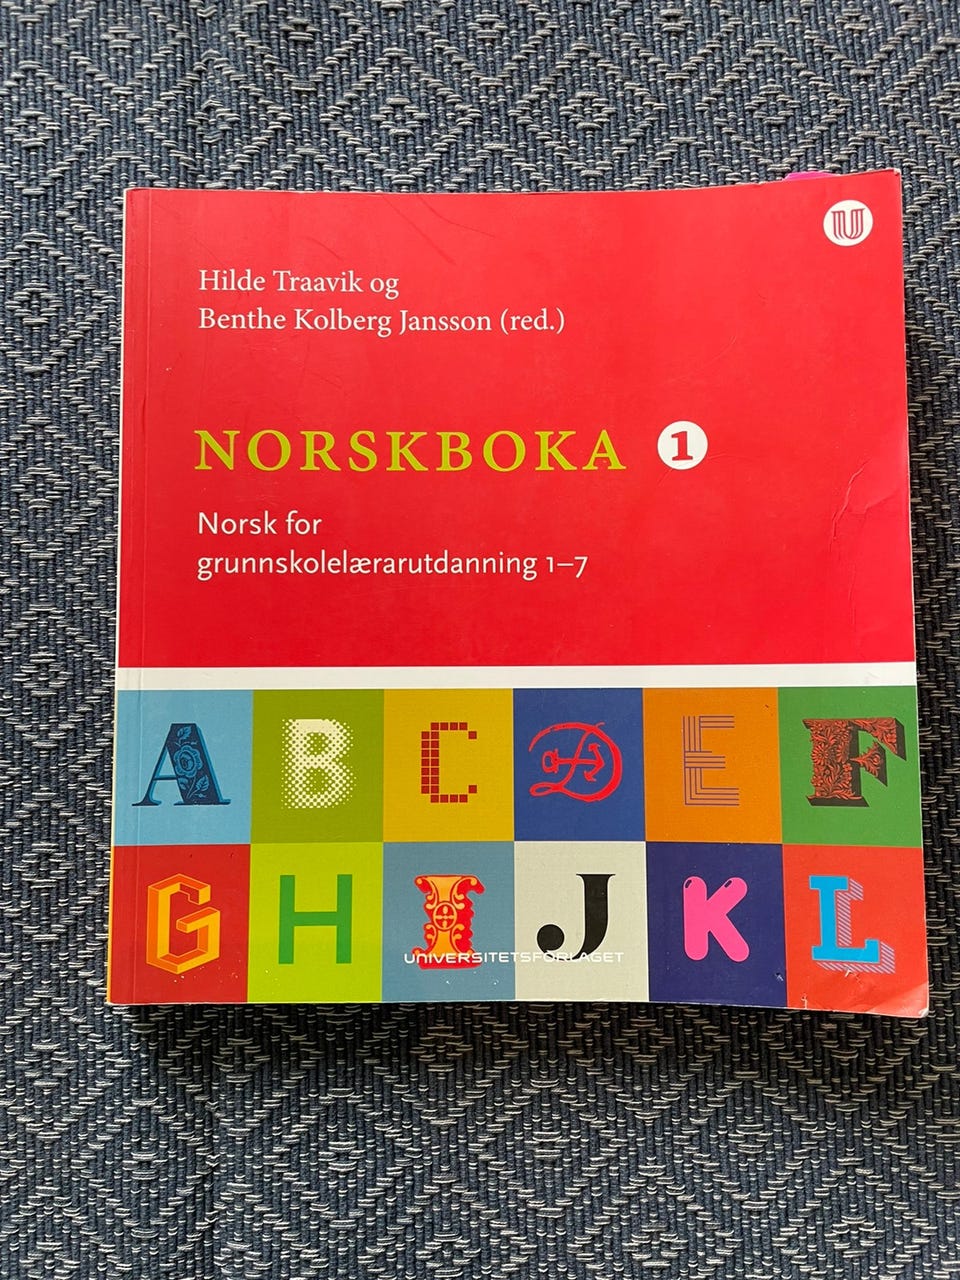 U
Hilde Traavik og
Benthe Kolberg Jansson (red.)
NORSKBOKA 1
Norsk for
grunnskolelærarutdanning 1–7
A B C D E F
G H I J K L
UNIVERSITETSFORLAGET